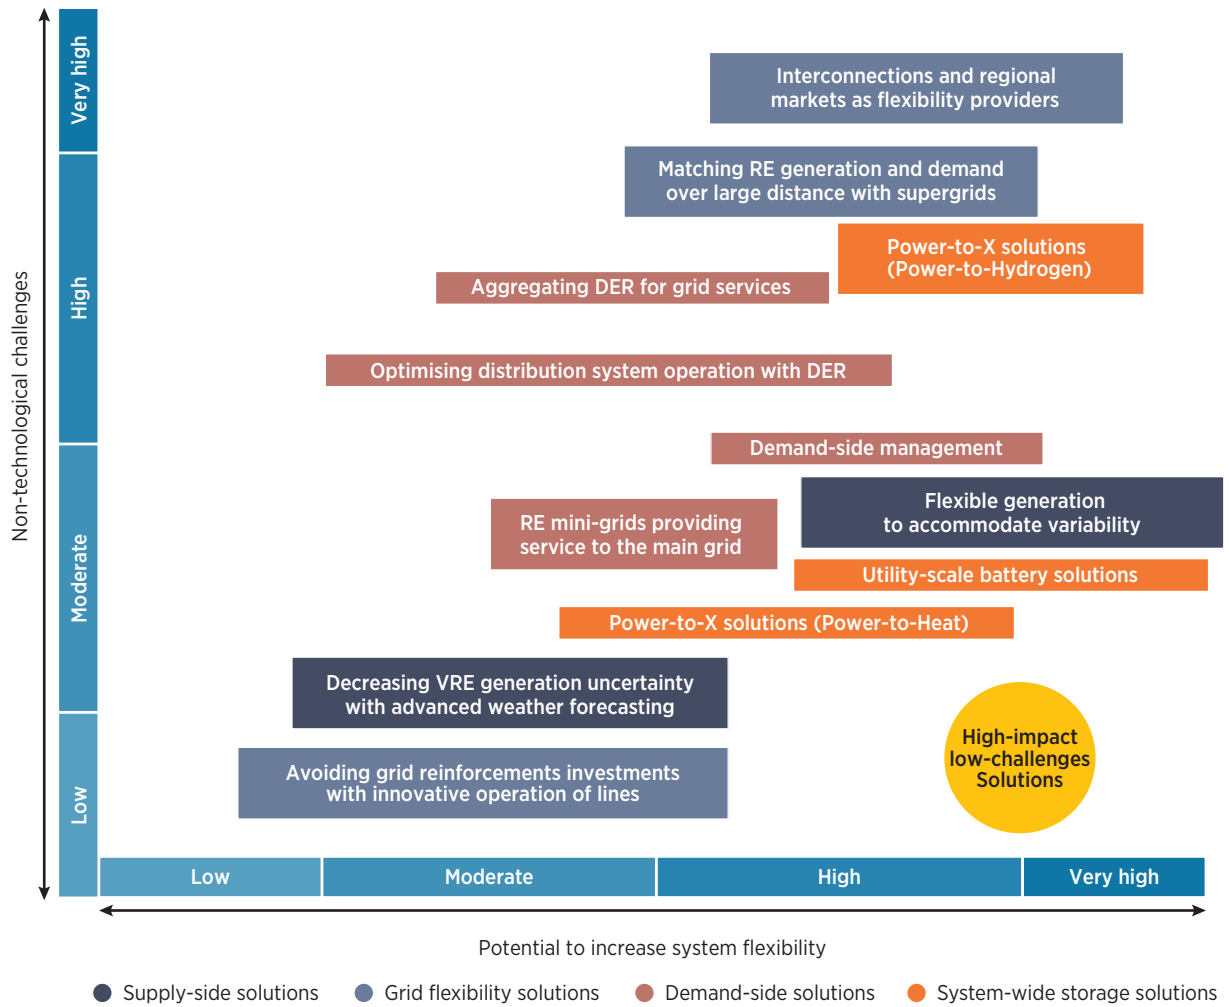 Non-technological challenges
Very high
High
Moderate
Low
Interconnections and regional
markets as flexibility providers
Matching RE generation and demand
over large distance with supergrids
Power-to-X solutions
(Power-to-Hydrogen)
Aggregating DER for grid services
Optimising distribution system operation with DER
Demand-side management
Flexible generation
to accommodate variability
RE mini-grids providing
service to the main grid
Utility-scale battery solutions
Power-to-X solutions (Power-to-Heat)
Decreasing VRE generation uncertainty
with advanced weather forecasting
High-impact
low-challenges
Solutions
Avoiding grid reinforcements investments
with innovative operation of lines
Low
Moderate
High
Very high
Potential to increase system flexibility
Supply-side solutions
Grid flexibility solutions
Demand-side solutions
System-wide storage solutions